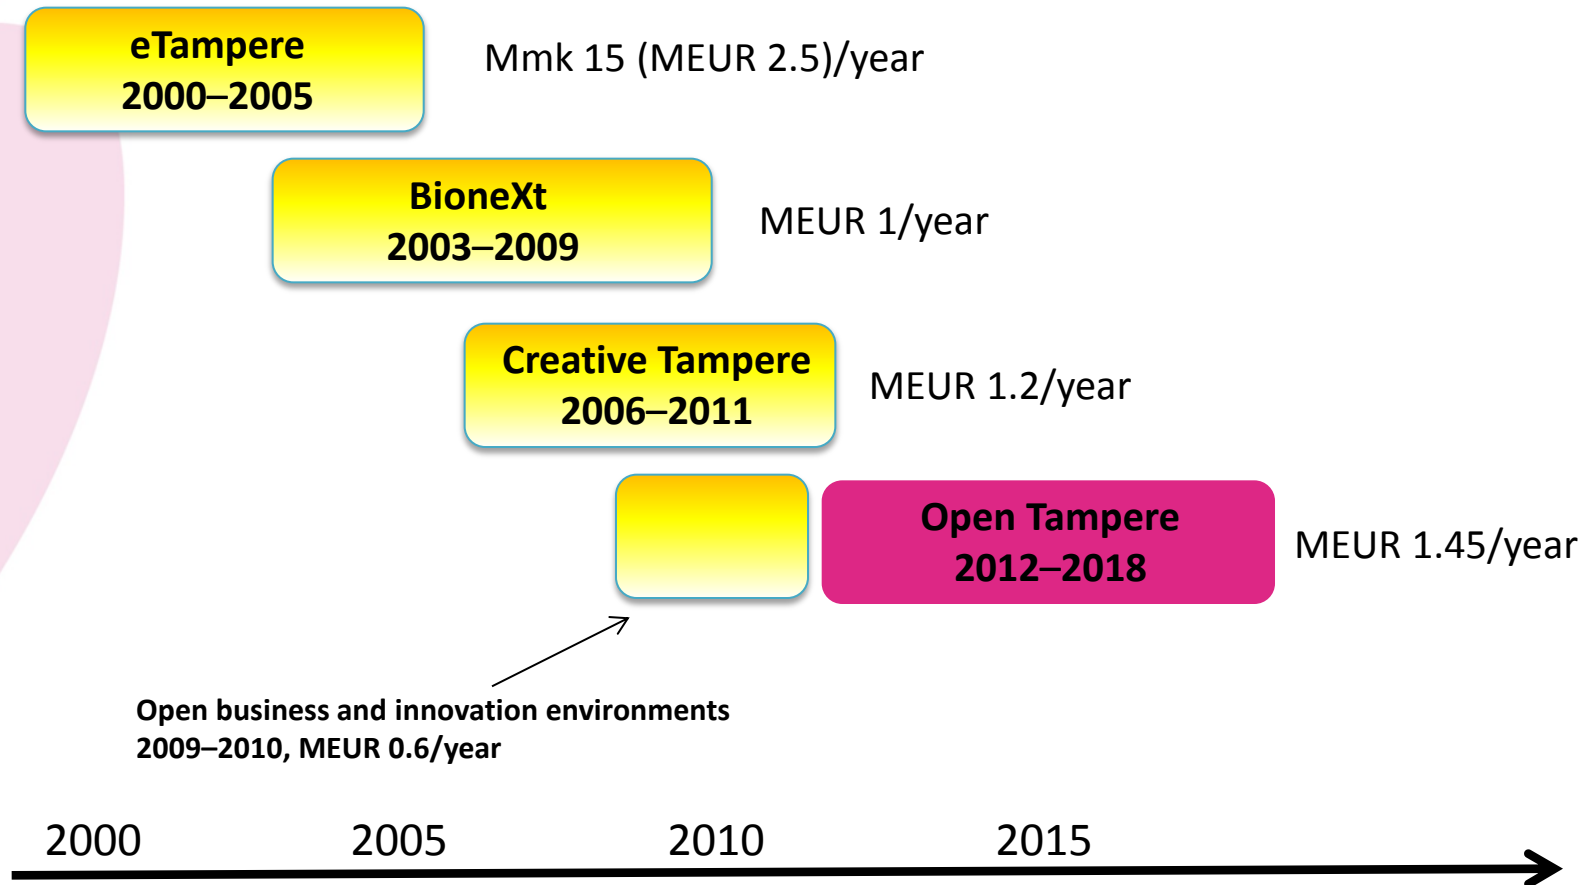 eTampere
2000–2005
Mmk 15 (MEUR 2.5)/year
BioneXt
2003–2009
MEUR 1/year
Creative Tampere
2006–2011
MEUR 1.2/year
Open Tampere
2012–2018
MEUR 1.45/year
Open business and innovation environments
2009–2010, MEUR 0.6/year
2000 2005 2010 2015